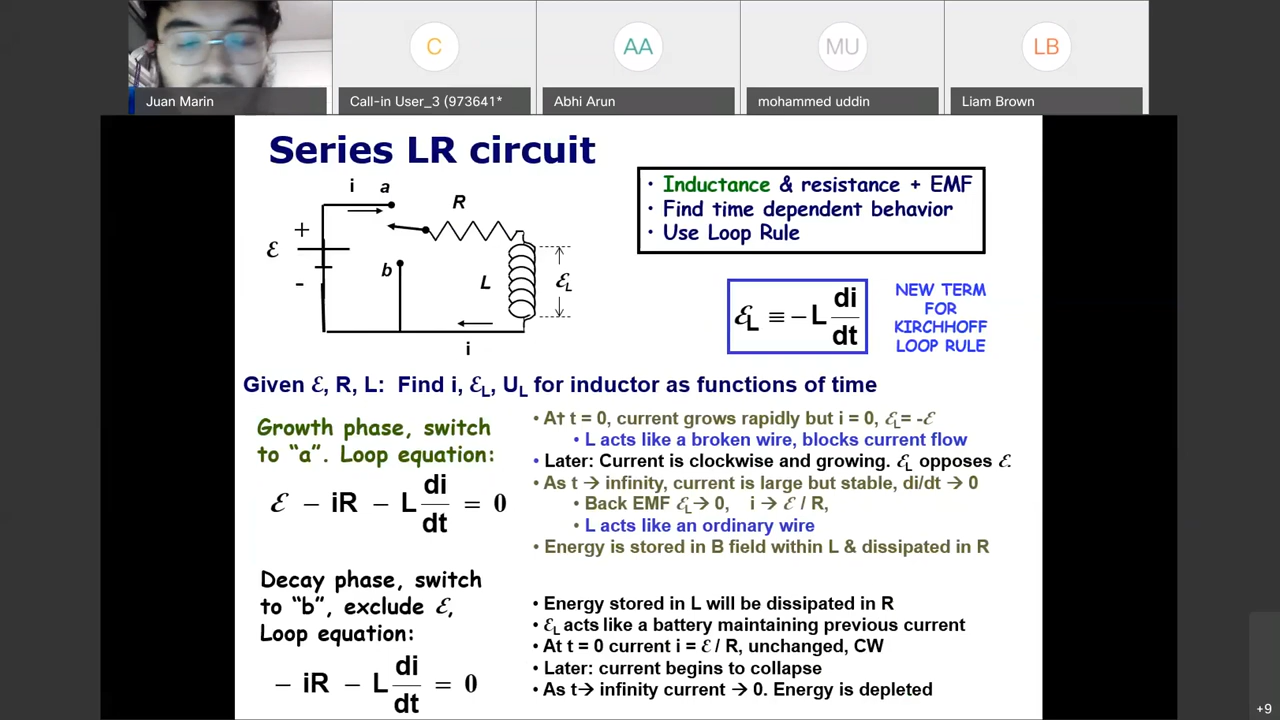 C
AA
MU
LB
Juan Marin
Call-in User_3 (973641*
Abhi Arun
mohammed uddin
Liam Brown
Series LR circuit
i a
R
+
ℰ
-
b
L
ℰL
i
• Inductance & resistance + EMF
• Find time dependent behavior
• Use Loop Rule
ℰL ≡ −L di/dt
NEW TERM
FOR
KIRCHHOFF
LOOP RULE
Given ℰ, R, L: Find i, ℰL, UL for inductor as functions of time
Growth phase, switch
to “a”. Loop equation:
ℰ − iR − L di/dt = 0
• At t = 0, current grows rapidly but i = 0, ℰL= -ℰ
• L acts like a broken wire, blocks current flow
• Later: Current is clockwise and growing. ℰL opposes ℰ.
• As t → infinity, current is large but stable, di/dt → 0
• Back EMF ℰL→ 0, i → ℰ / R,
• L acts like an ordinary wire
• Energy is stored in B field within L & dissipated in R
Decay phase, switch
to “b”, exclude ℰ,
Loop equation:
− iR − L di/dt = 0
• Energy stored in L will be dissipated in R
• ℰL acts like a battery maintaining previous current
• At t = 0 current i = ℰ / R, unchanged, CW
• Later: current begins to collapse
• As t→ infinity current → 0. Energy is depleted
+9